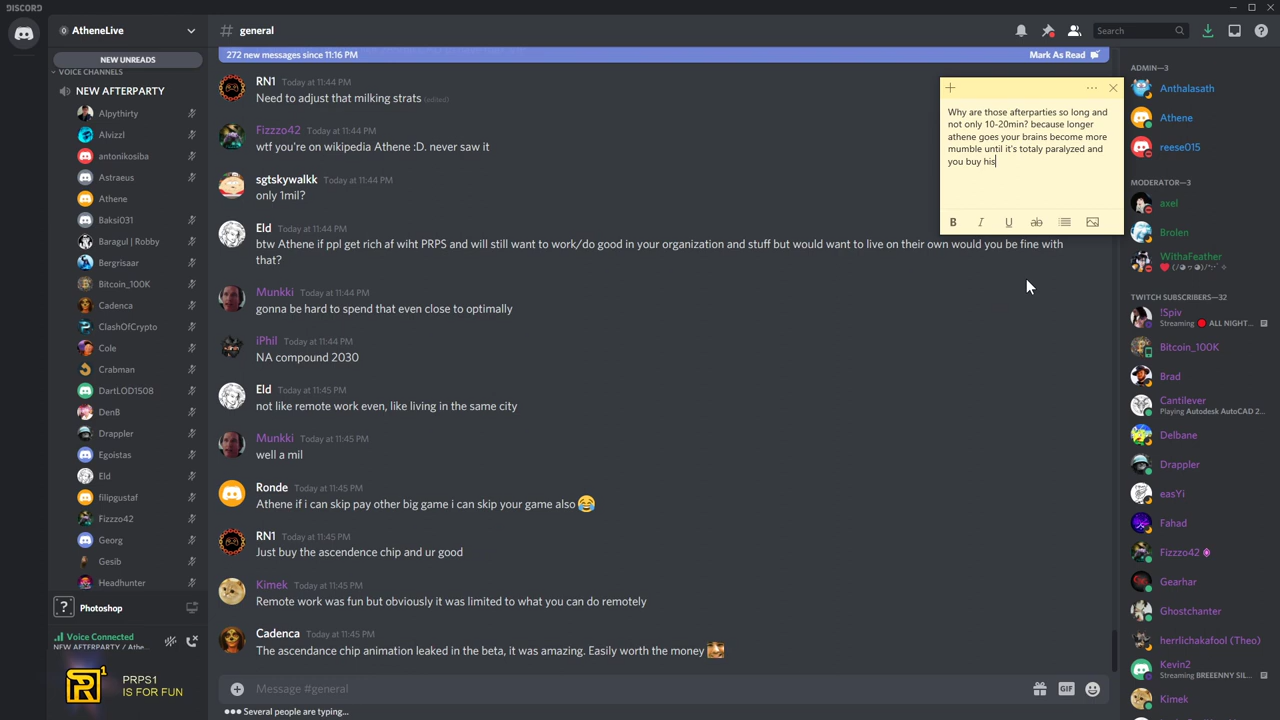 DISCORD
AtheneLive
NEW UNREADS
VOICE CHANNELS
NEW AFTERPARTY
Alpythirty
Alvizzl
antonikosiba
Astraeus
Athene
Baksi031
Baragul | Robby
Bergrisaar
Bitcoin_100K
Cadenca
ClashOfCrypto
Cole
Crabman
DartLOD1508
DenB
Drappler
Egoistas
Eld
filipgustaf
Fizzzo42
Georg
Gesib
Headhunter
Photoshop
Voice Connected
NEW AFTERPARTY / Athe...
PRPS1
IS FOR FUN
# general
Search
272 new messages since 11:16 PM
Mark As Read
RN1 Today at 11:44 PM
Need to adjust that milking strats (edited)
Fizzzo42 Today at 11:44 PM
wtf you're on wikipedia Athene :D. never saw it
sgtskywalkk Today at 11:44 PM
only 1mil?
Eld Today at 11:44 PM
btw Athene if ppl get rich af wiht PRPS and will still want to work/do good in your organization and stuff but would want to live on their own would you be fine with
that?
Munkki Today at 11:44 PM
gonna be hard to spend that even close to optimally
iPhil Today at 11:44 PM
NA compound 2030
Eld Today at 11:45 PM
not like remote work even, like living in the same city
Munkki Today at 11:45 PM
well a mil
Ronde Today at 11:45 PM
Athene if i can skip pay other big game i can skip your game also 😂
RN1 Today at 11:45 PM
Just buy the ascendence chip and ur good
Kimek Today at 11:45 PM
Remote work was fun but obviously it was limited to what you can do remotely
Cadenca Today at 11:45 PM
The ascendance chip animation leaked in the beta, it was amazing. Easily worth the money
Message #general
GIF
Several people are typing...
Why are those afterparties so long and
not only 10-20min? because longer
athene goes your brains become more
mumble until it's totaly paralyzed and
you buy his
B I U ab
ADMIN—3
Anthalasath
Athene
reese015
MODERATOR—3
axel
Brolen
WithaFeather
TWITCH SUBSCRIBERS—32
!Spiv
Streaming 🔴 ALL NIGHT...
Bitcoin_100K
Brad
Cantilever
Playing Autodesk AutoCAD 2...
Delbane
Drappler
easYi
Fahad
Fizzzo42
Gearhar
Ghostchanter
herrlichakafool (Theo)
Kevin2
Streaming BREEENNY SIL...
Kimek